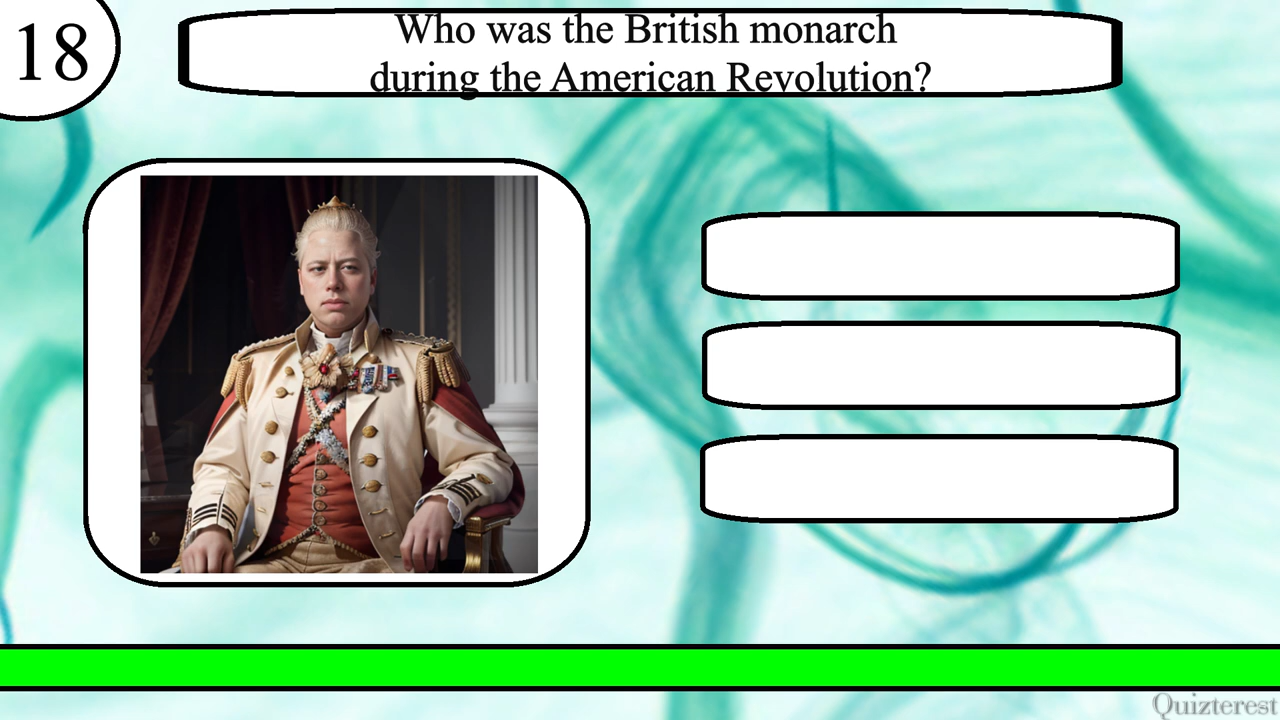 18
Who was the British monarch
during the American Revolution?
Quizterest